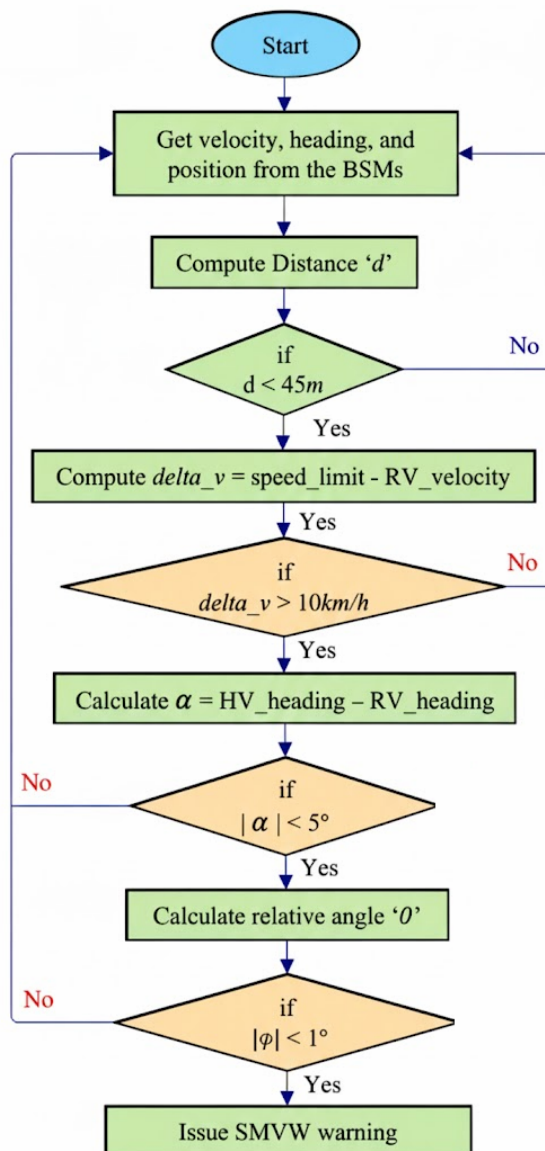 Start
Get velocity, heading, and
position from the BSMs
Compute Distance ‘d’
if
d < 45m
No
Yes
Compute delta_v = speed_limit - RV_velocity
Yes
if
delta_v > 10km/h
No
Yes
Calculate α = HV_heading – RV_heading
if
| α | < 5°
No
Yes
Calculate relative angle ‘0’
if
|φ| < 1°
No
Yes
Issue SMVW warning